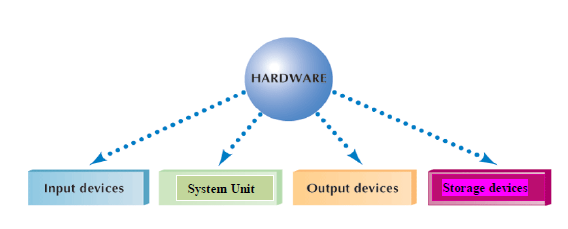 HARDWARE
Input devices
System Unit
Output devices
Storage devices